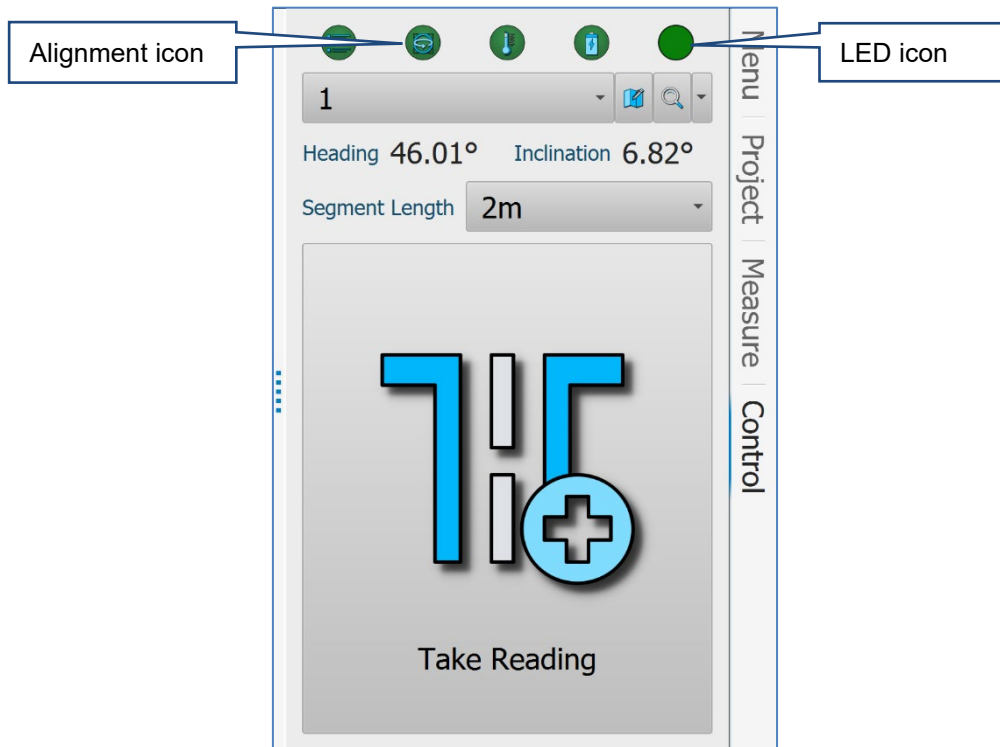 Alignment icon
LED icon
1
Heading 46.01° Inclination 6.82°
Segment Length 2m
Take Reading
Menu
Project
Measure
Control